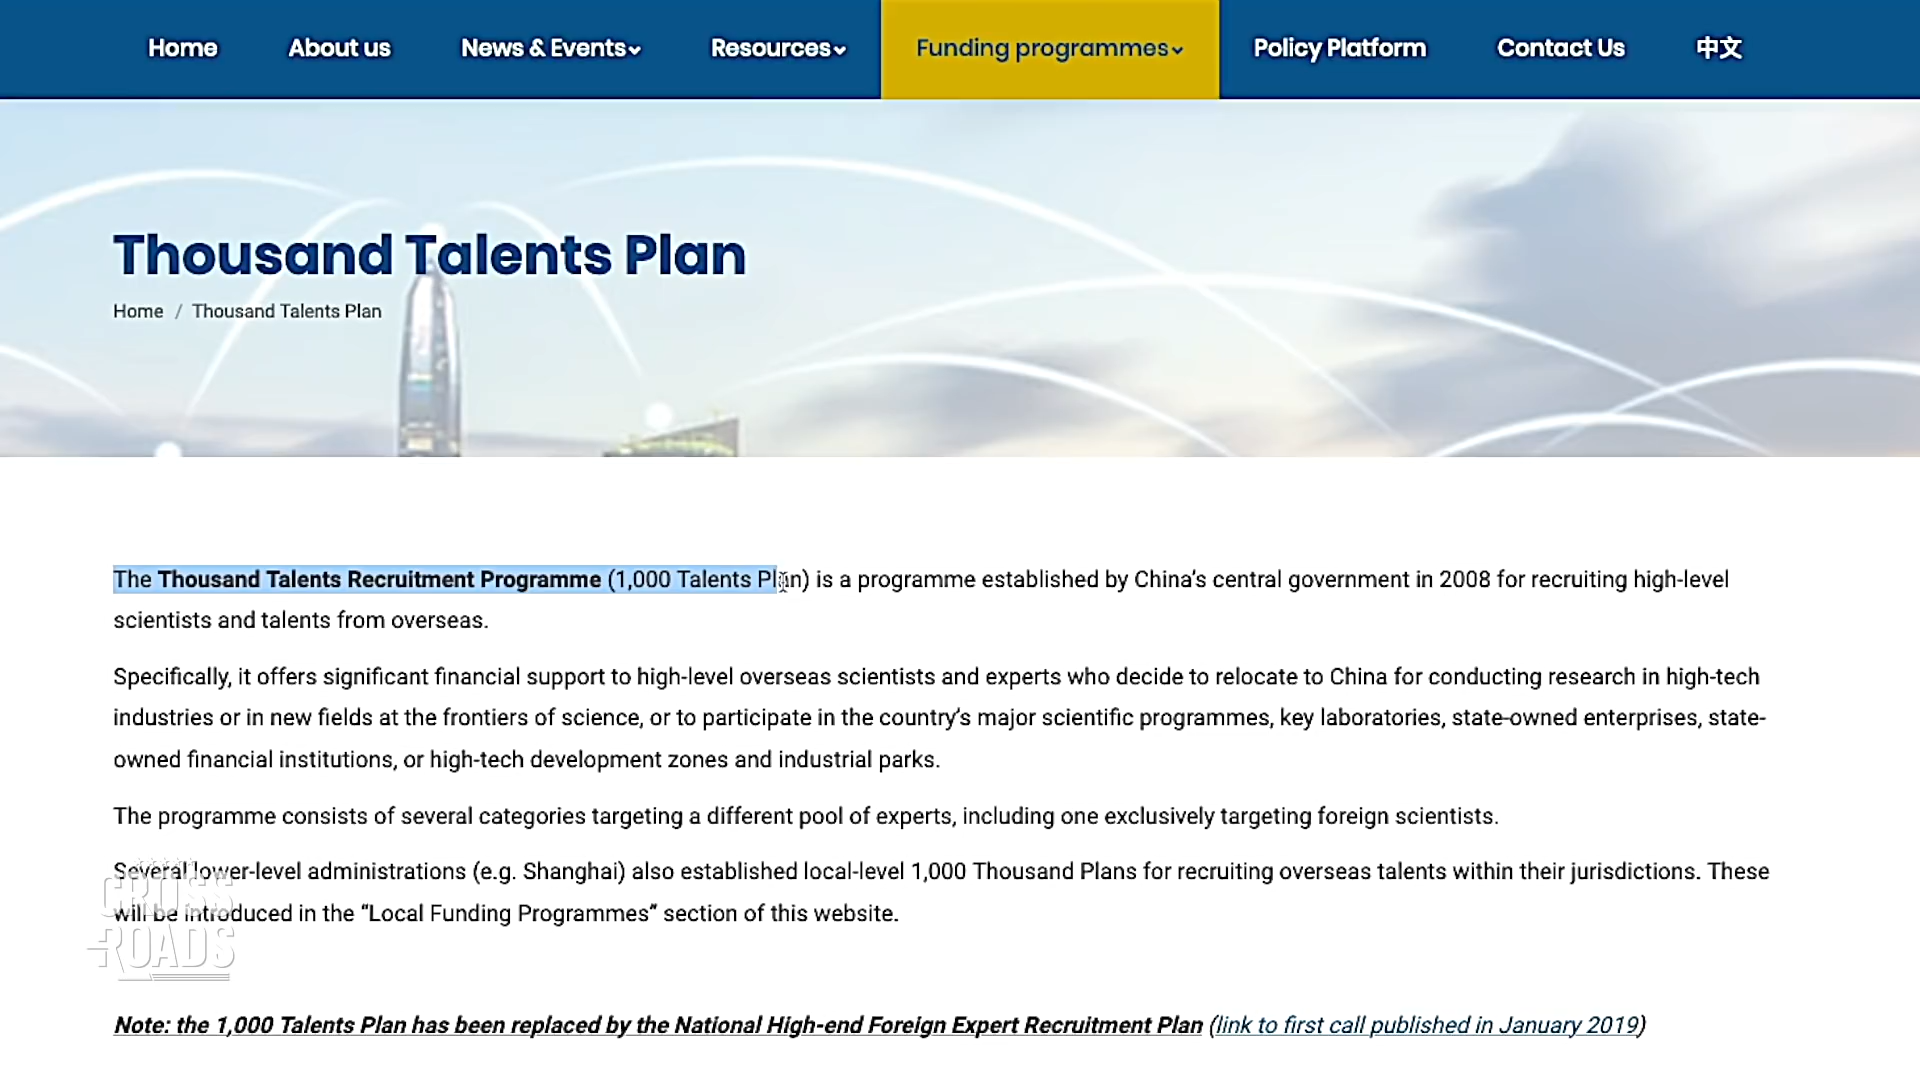 Home About us News & Events Resources Funding programmes Policy Platform Contact Us 中文
Thousand Talents Plan
Home / Thousand Talents Plan
The Thousand Talents Recruitment Programme (1,000 Talents Plan) is a programme established by China's central government in 2008 for recruiting high-level
scientists and talents from overseas.
Specifically, it offers significant financial support to high-level overseas scientists and experts who decide to relocate to China for conducting research in high-tech
industries or in new fields at the frontiers of science, or to participate in the country's major scientific programmes, key laboratories, state-owned enterprises, state-
owned financial institutions, or high-tech development zones and industrial parks.
The programme consists of several categories targeting a different pool of experts, including one exclusively targeting foreign scientists.
Several lower-level administrations (e.g. Shanghai) also established local-level 1,000 Thousand Plans for recruiting overseas talents within their jurisdictions. These
will be introduced in the “Local Funding Programmes” section of this website.
CROSS
ROADS
Note: the 1,000 Talents Plan has been replaced by the National High-end Foreign Expert Recruitment Plan (link to first call published in January 2019)